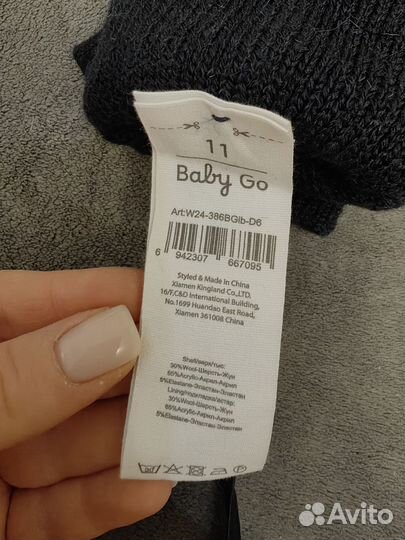 11
Baby Go
Art:W24-386BGib-D6
6 942307 667095
Styled & Made In China
Xiamen Kingland Co.,LTD.
16/F,C&D International Building,
No.1699 Huandao East Road,
Xiamen 361008 China
Shell/верх/тыс:
30%Wool-Шерсть-Жүн
65%Acrylic-Акрил-Акрил
5%Elastane-Эластан-Эластан
Lining/подкладка/астар:
30%Wool-Шерсть-Жүн
65%Acrylic-Акрил-Акрил
5%Elastane-Эластан-Эластен
Avito